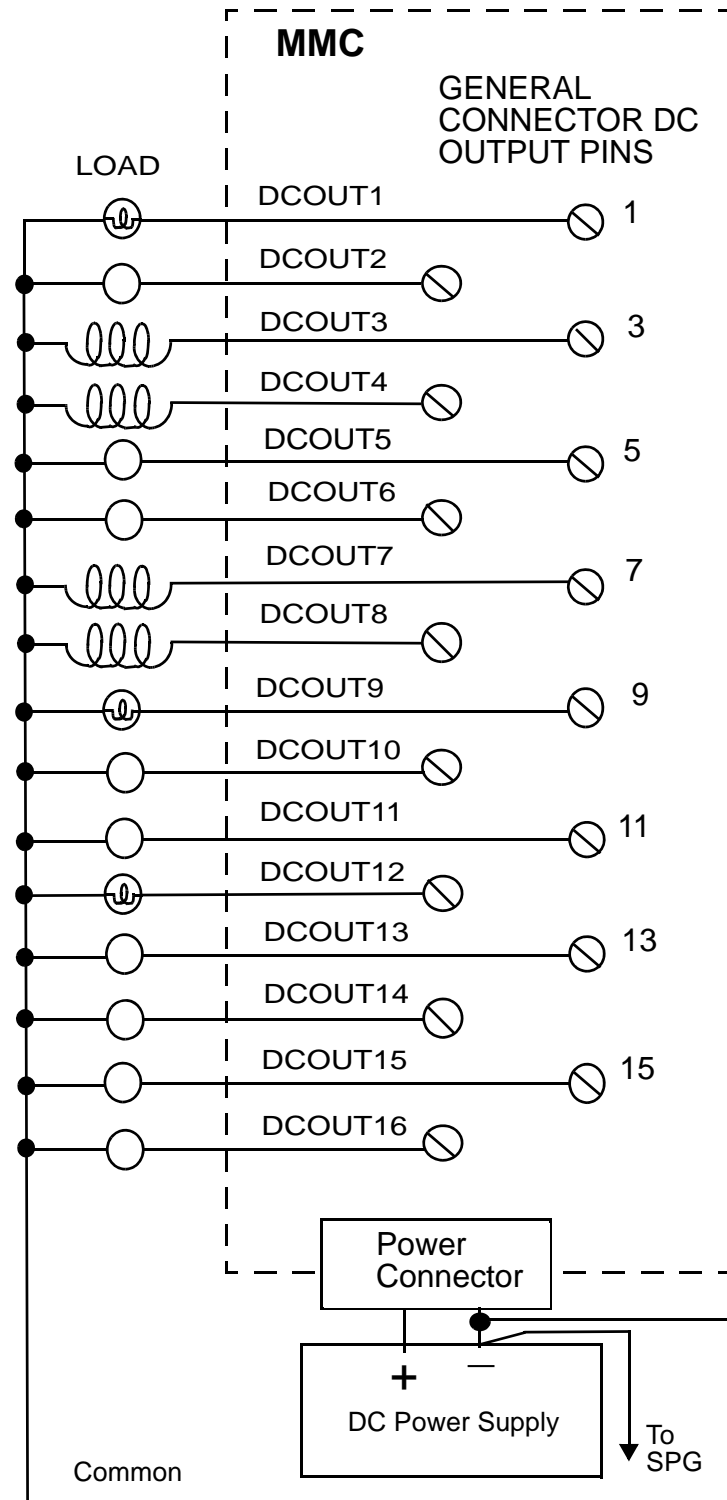 MMC
GENERAL
CONNECTOR DC
OUTPUT PINS
LOAD
DCOUT1
1
DCOUT2
DCOUT3
3
DCOUT4
DCOUT5
5
DCOUT6
DCOUT7
7
DCOUT8
DCOUT9
9
DCOUT10
DCOUT11
11
DCOUT12
DCOUT13
13
DCOUT14
DCOUT15
15
DCOUT16
Power
Connector
+ —
DC Power Supply
To
SPG
Common